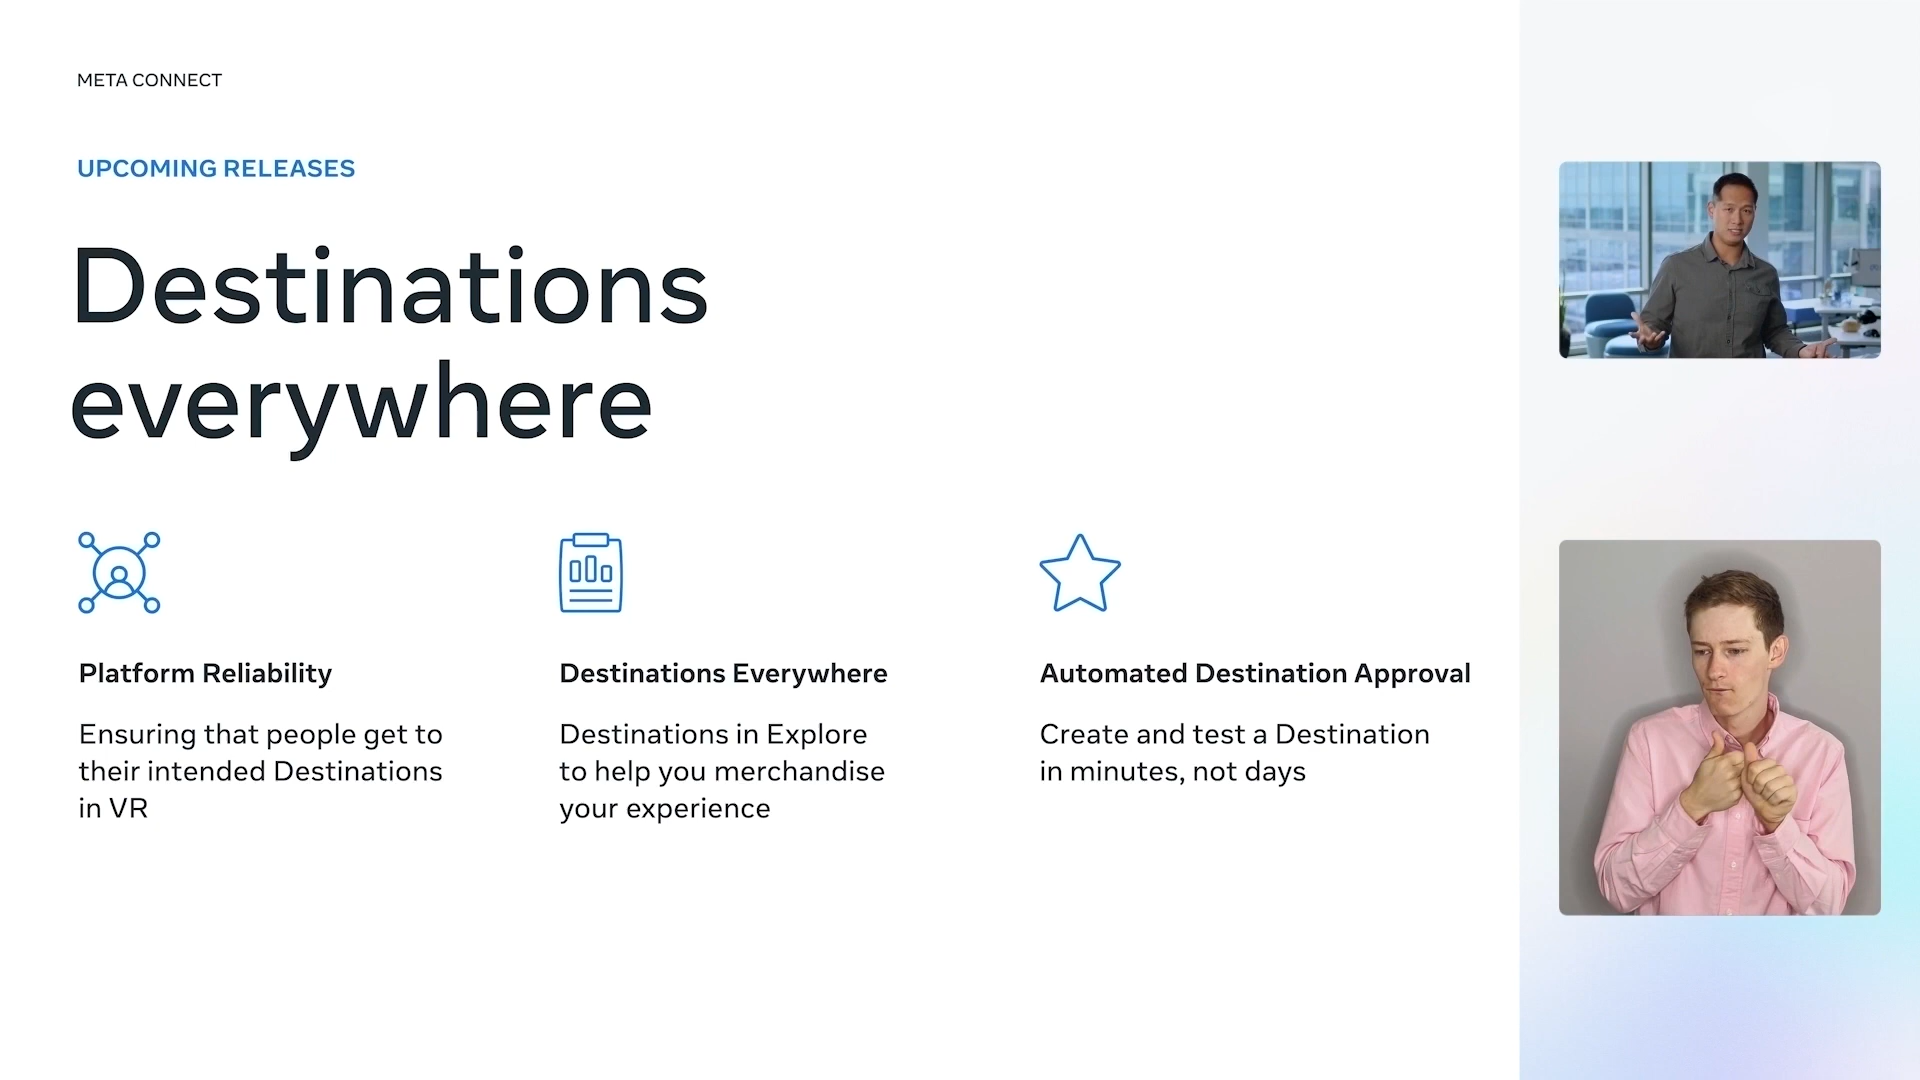 META CONNECT
UPCOMING RELEASES
Destinations
everywhere
Platform Reliability
Ensuring that people get to
their intended Destinations
in VR
Destinations Everywhere
Destinations in Explore
to help you merchandise
your experience
Automated Destination Approval
Create and test a Destination
in minutes, not days